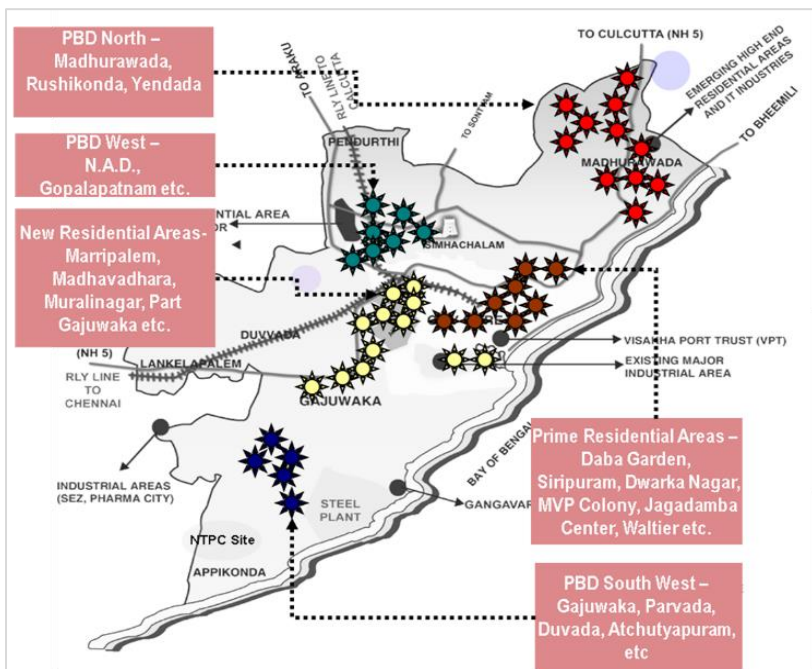 PBD North –
Madhurawada,
Rushikonda, Yendada
PBD West –
N.A.D.,
Gopalapatnam etc.
New Residential Areas-
Marripalem,
Madhavadhara,
Muralinagar, Part
Gajuwaka etc.
TO ARAKU
RLY LINE TO
CALCUTTA
TO CULCUTTA (NH 5)
EMERGING HIGH END
RESIDENTIAL AREAS
AND IT INDUSTRIES
TO BHEEMILI
PENDURTHI
MADHURAWADA
AREA
SIMHACHALAM
DUVVADA
(NH 5)
LANKELAPALEM
RLY LINE
TO
CHENNAI
GAJUWAKA
VISAKHA PORT TRUST (VPT)
EXISTING MAJOR
INDUSTRIAL AREA
BAY OF
INDUSTRIAL AREAS
(SEZ, PHARMA CITY)
STEEL
PLANT
NTPC Site
APPIKONDA
Prime Residential Areas –
Daba Garden,
Siripuram, Dwarka Nagar,
MVP Colony, Jagadamba
Center, Waltier etc.
PBD South West –
Gajuwaka, Parvada,
Duvada, Atchutyapuram,
etc